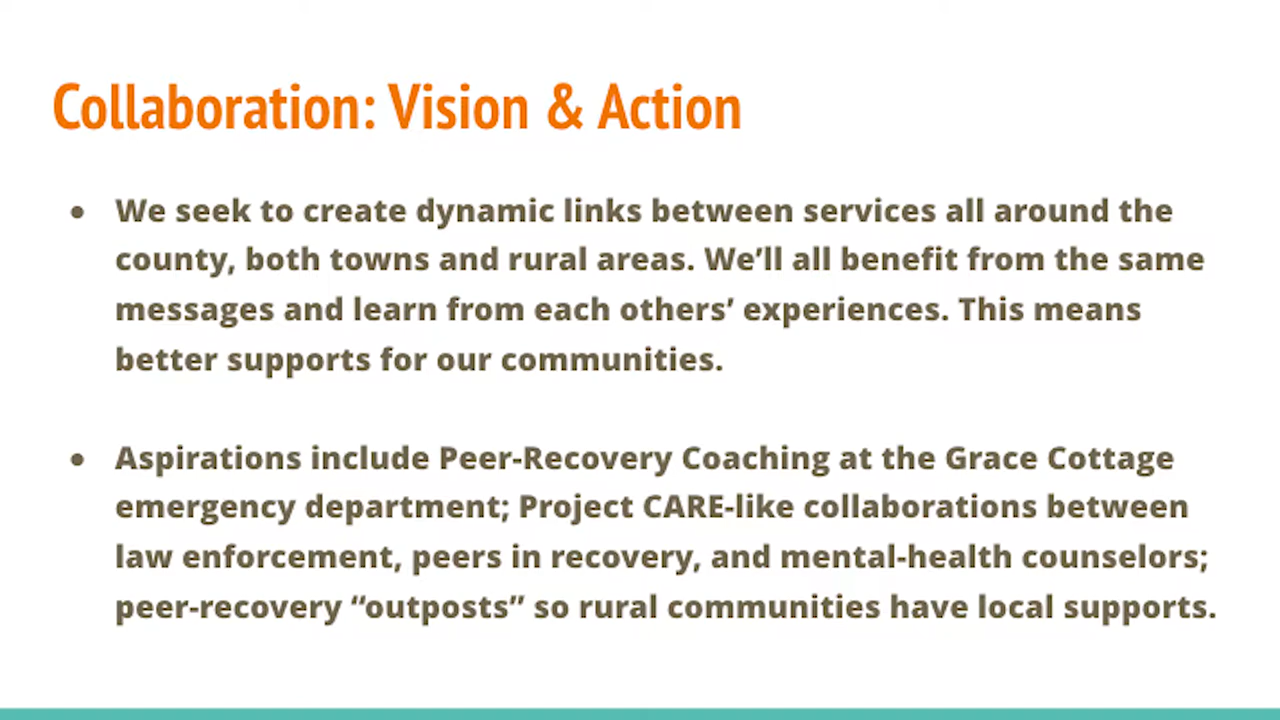 Collaboration: Vision & Action
• We seek to create dynamic links between services all around the
county, both towns and rural areas. We’ll all benefit from the same
messages and learn from each others’ experiences. This means
better supports for our communities.
• Aspirations include Peer-Recovery Coaching at the Grace Cottage
emergency department; Project CARE-like collaborations between
law enforcement, peers in recovery, and mental-health counselors;
peer-recovery “outposts” so rural communities have local supports.